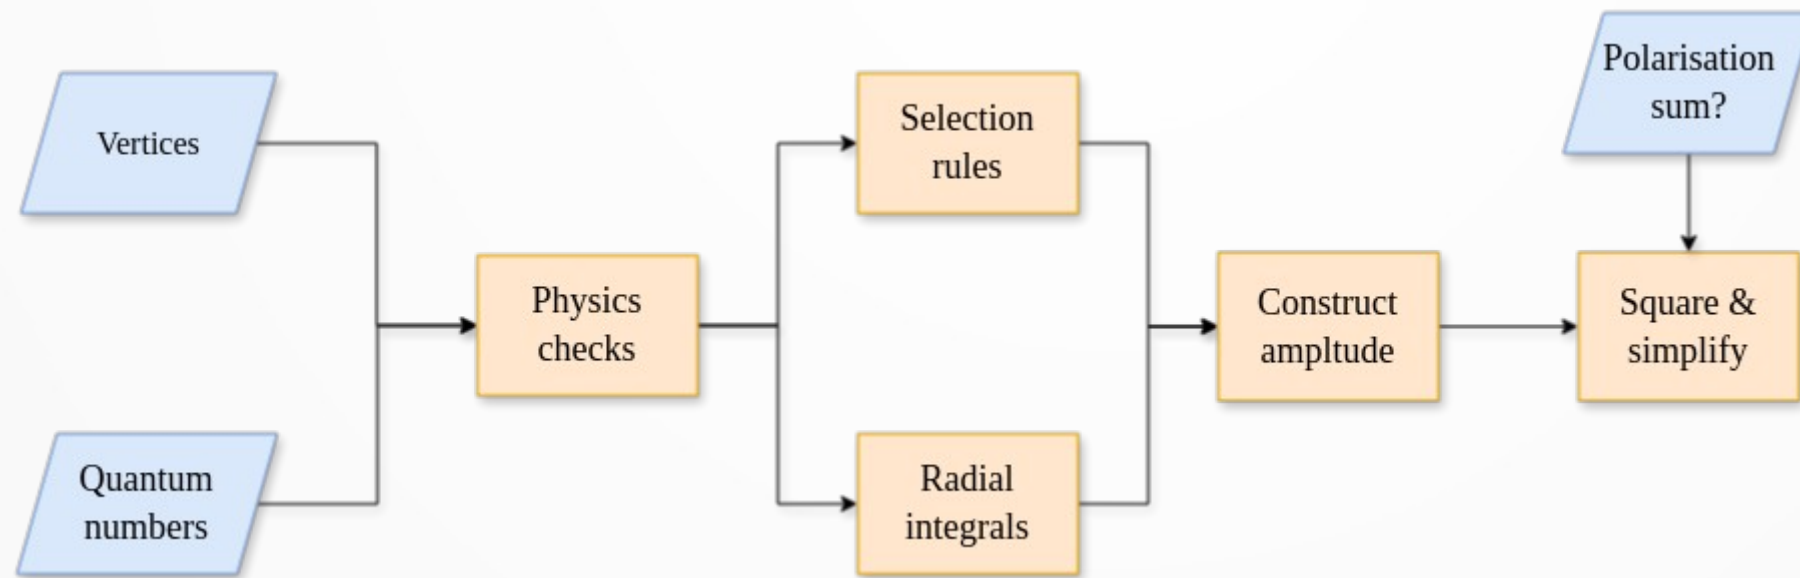 Vertices
Quantum
numbers
Physics
checks
Selection
rules
Radial
integrals
Construct
ampltude
Polarisation
sum?
Square &
simplify